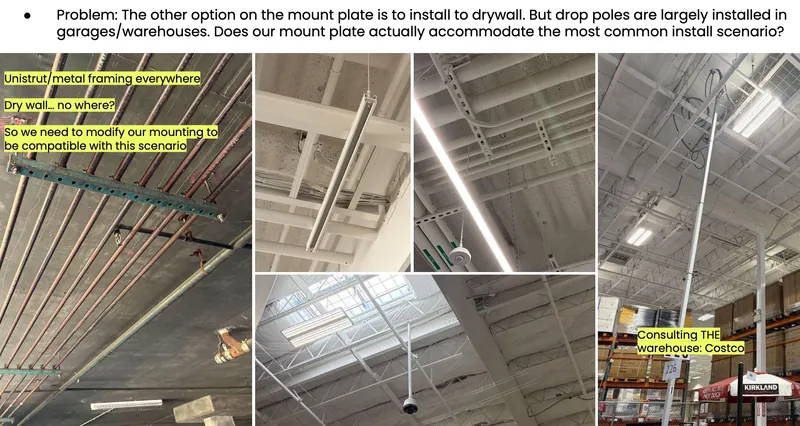 ● Problem: The other option on the mount plate is to install to drywall. But drop poles are largely installed in
garages/warehouses. Does our mount plate actually accommodate the most common install scenario?
Unistrut/metal framing everywhere
Dry wall... no where?
So we need to modify our mounting to
be compatible with this scenario
Consulting THE
warehouse: Costco
226
KIRKLAND